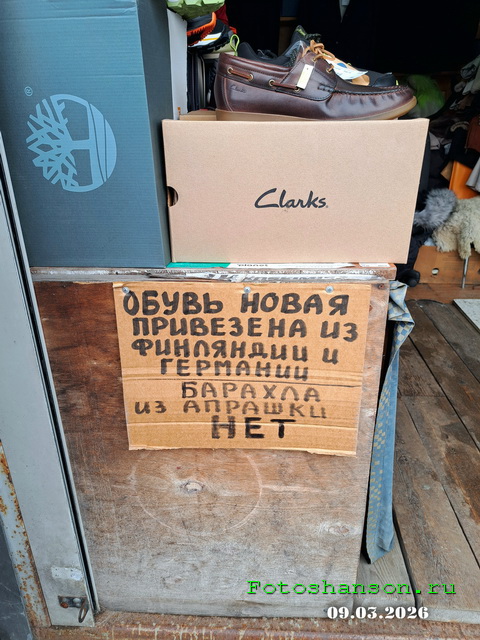 Clarks
ОБУВЬ НОВАЯ
ПРИВЕЗЕНА ИЗ
ФИНЛЯНДИИ И
ГЕРМАНИИ
БАРАХЛА
ИЗ АПРАШКИ
НЕТ
Fotoshanson.ru
09.03.2026